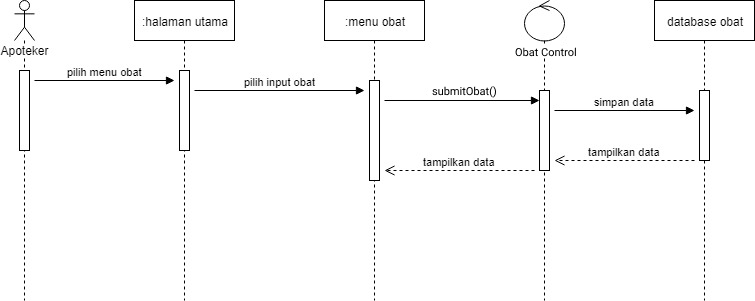 Apoteker
:halaman utama
:menu obat
Obat Control
database obat
pilih menu obat
pilih input obat
submitObat()
simpan data
tampilkan data
tampilkan data